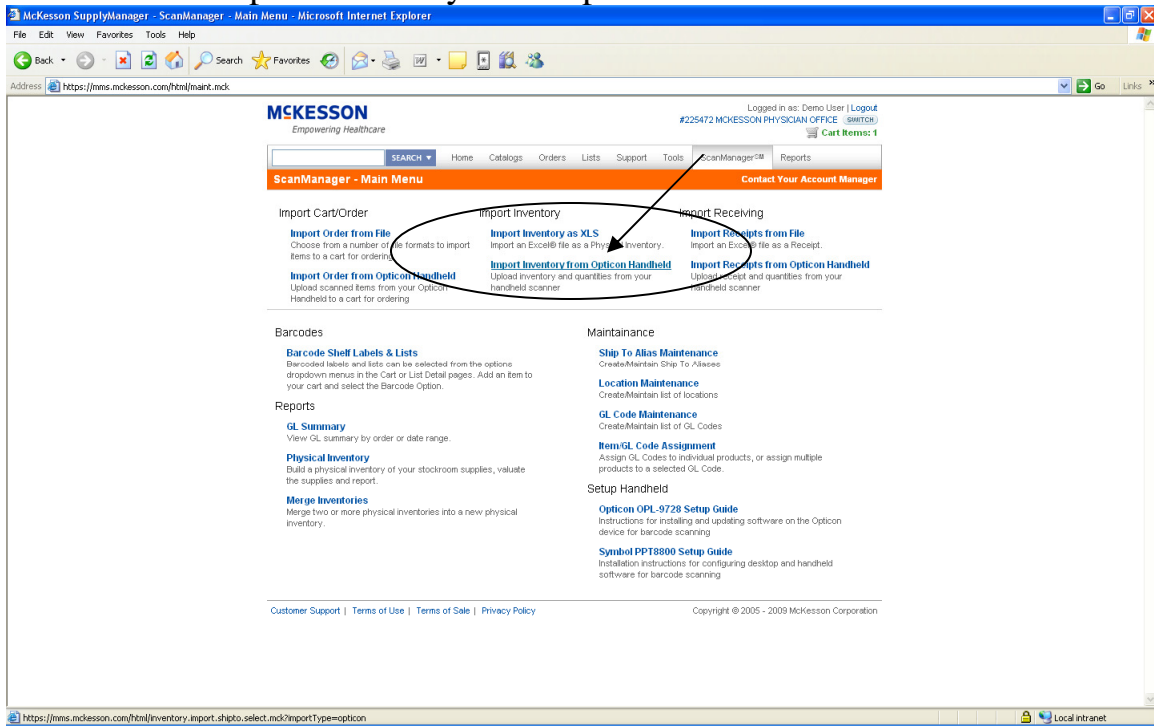 McKesson SupplyManager - ScanManager - Main Menu - Microsoft Internet Explorer
File Edit View Favorites Tools Help
Back Search Favorites
Address https://mms.mckesson.com/html/maint.mck Go Links »
MCKESSON
Empowering Healthcare
Logged in as: Demo User | Logout
#225472 MCKESSON PHYSICIAN OFFICE SWITCH
Cart Items: 1
SEARCH Home Catalogs Orders Lists Support Tools ScanManager℠ Reports
ScanManager - Main Menu Contact Your Account Manager
Import Cart/Order
Import Order from File
Choose from a number of file formats to import
items to a cart for ordering
Import Order from Opticon Handheld
Upload scanned items from your Opticon
Handheld to a cart for ordering
Import Inventory
Import Inventory as XLS
Import an Excel® file as a Physical Inventory.
Import Inventory from Opticon Handheld
Upload inventory and quantities from your
handheld scanner
Import Receiving
Import Receipts from File
Import an Excel® file as a Receipt.
Import Receipts from Opticon Handheld
Upload receipt and quantities from your
handheld scanner
Barcodes
Barcode Shelf Labels & Lists
Barcoded labels and lists can be selected from the options
dropdown menus in the Cart or List Detail pages. Add an item to
your cart and select the Barcode Option.
Reports
GL Summary
View GL summary by order or date range.
Physical Inventory
Build a physical inventory of your stockroom supplies, valuate
the supplies and report.
Merge Inventories
Merge two or more physical inventories into a new physical
inventory.
Maintainance
Ship To Alias Maintenance
Create/Maintain Ship To Aliases
Location Maintenance
Create/Maintain list of locations
GL Code Maintenance
Create/Maintain list of GL Codes
Item/GL Code Assignment
Assign GL Codes to individual products, or assign multiple
products to a selected GL Code.
Setup Handheld
Opticon OPL-9728 Setup Guide
Instructions for installing and updating software on the Opticon
device for barcode scanning
Symbol PPT8800 Setup Guide
Installation instructions for configuring desktop and handheld
software for barcode scanning
Customer Support | Terms of Use | Terms of Sale | Privacy Policy Copyright © 2005 - 2009 McKesson Corporation
https://mms.mckesson.com/html/inventory.import.shipto.select.mck?importType=opticon Local intranet